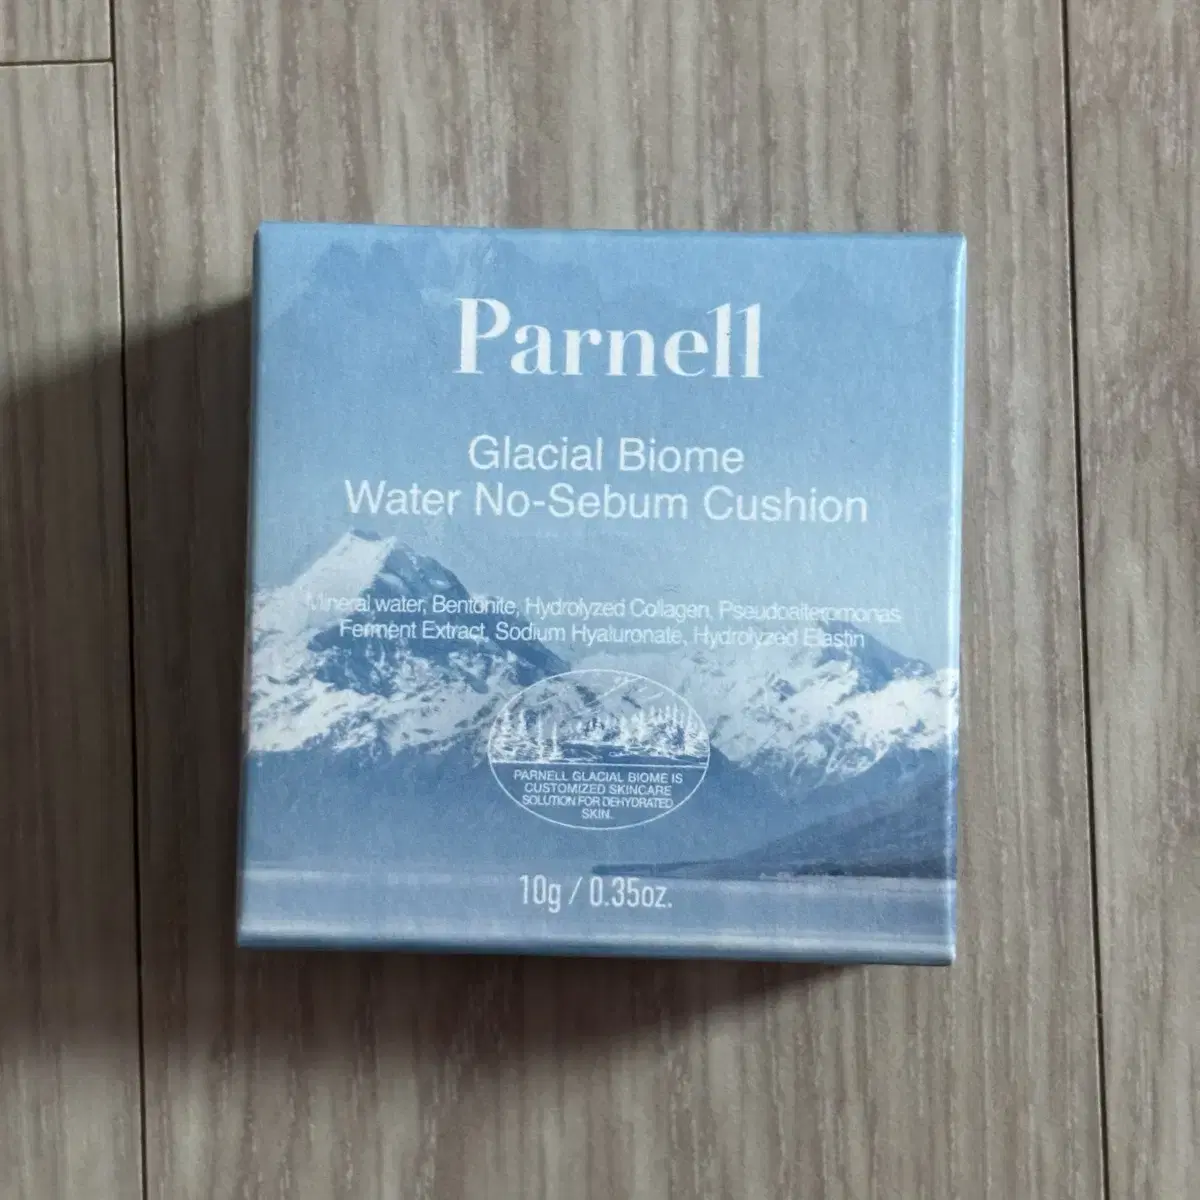 Parnell
Glacial Biome
Water No-Sebum Cushion
Mineral water, Bentonite, Hydrolyzed Collagen, Pseudoalteromonas
Ferment Extract, Sodium Hyaluronate, Hydrolyzed Elastin
PARNELL GLACIAL BIOME IS
CUSTOMIZED SKINCARE
SOLUTION FOR DEHYDRATED
SKIN.
10g / 0.35oz.